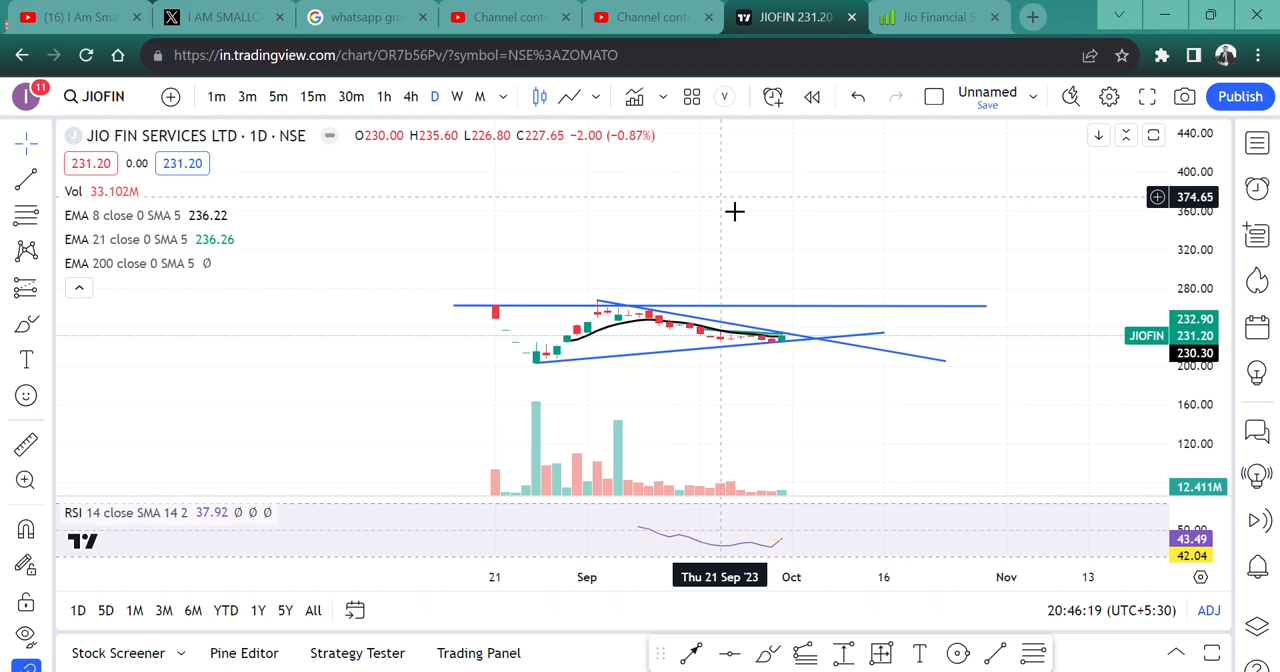 (16) I Am Sma
I AM SMALLC
whatsapp gro
Channel cont
Channel cont
JIOFIN 231.20
Jio Financial S
https://in.tradingview.com/chart/OR7b56Pv/?symbol=NSE%3AZOMATO
I
11
JIOFIN
1m 3m 5m 15m 30m 1h 4h D W M
V
Unnamed
Save
Publish
J
JIO FIN SERVICES LTD · 1D · NSE
O230.00 H235.60 L226.80 C227.65 −2.00 (−0.87%)
231.20 0.00 231.20
Vol 33.102M
EMA 8 close 0 SMA 5 236.22
EMA 21 close 0 SMA 5 236.26
EMA 200 close 0 SMA 5 Ø
440.00
400.00
374.65
360.00
320.00
280.00
232.90
JIOFIN 231.20
230.30
200.00
160.00
120.00
12.411M
RSI 14 close SMA 14 2 37.92 Ø Ø Ø
50.00
43.49
42.04
21 Sep Thu 21 Sep '23 Oct 16 Nov 13
1D 5D 1M 3M 6M YTD 1Y 5Y All
20:46:19 (UTC+5:30) ADJ
Stock Screener Pine Editor Strategy Tester Trading Panel